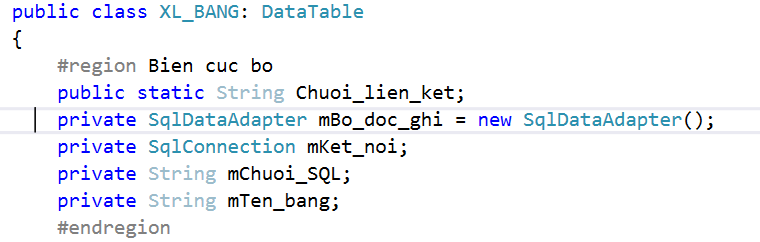 public class XL_BANG: DataTable
{
#region Bien cuc bo
public static String Chuoi_lien_ket;
private SqlDataAdapter mBo_doc_ghi = new SqlDataAdapter();
private SqlConnection mKet_noi;
private String mChuoi_SQL;
private String mTen_bang;
#endregion